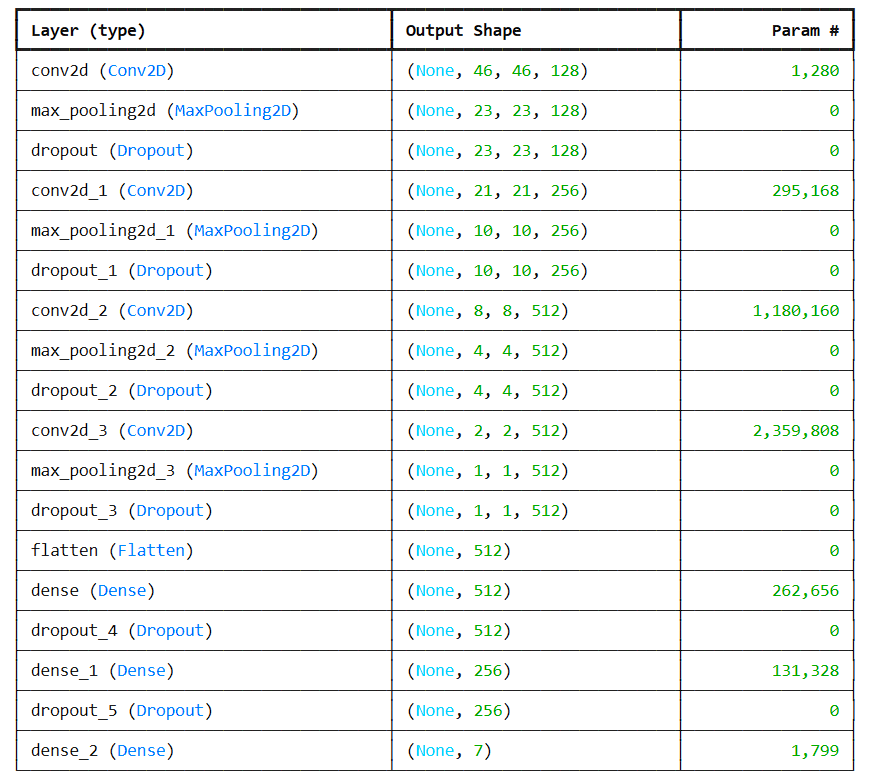 Layer (type) Output Shape Param #
conv2d (Conv2D) (None, 46, 46, 128) 1,280
max_pooling2d (MaxPooling2D) (None, 23, 23, 128) 0
dropout (Dropout) (None, 23, 23, 128) 0
conv2d_1 (Conv2D) (None, 21, 21, 256) 295,168
max_pooling2d_1 (MaxPooling2D) (None, 10, 10, 256) 0
dropout_1 (Dropout) (None, 10, 10, 256) 0
conv2d_2 (Conv2D) (None, 8, 8, 512) 1,180,160
max_pooling2d_2 (MaxPooling2D) (None, 4, 4, 512) 0
dropout_2 (Dropout) (None, 4, 4, 512) 0
conv2d_3 (Conv2D) (None, 2, 2, 512) 2,359,808
max_pooling2d_3 (MaxPooling2D) (None, 1, 1, 512) 0
dropout_3 (Dropout) (None, 1, 1, 512) 0
flatten (Flatten) (None, 512) 0
dense (Dense) (None, 512) 262,656
dropout_4 (Dropout) (None, 512) 0
dense_1 (Dense) (None, 256) 131,328
dropout_5 (Dropout) (None, 256) 0
dense_2 (Dense) (None, 7) 1,799